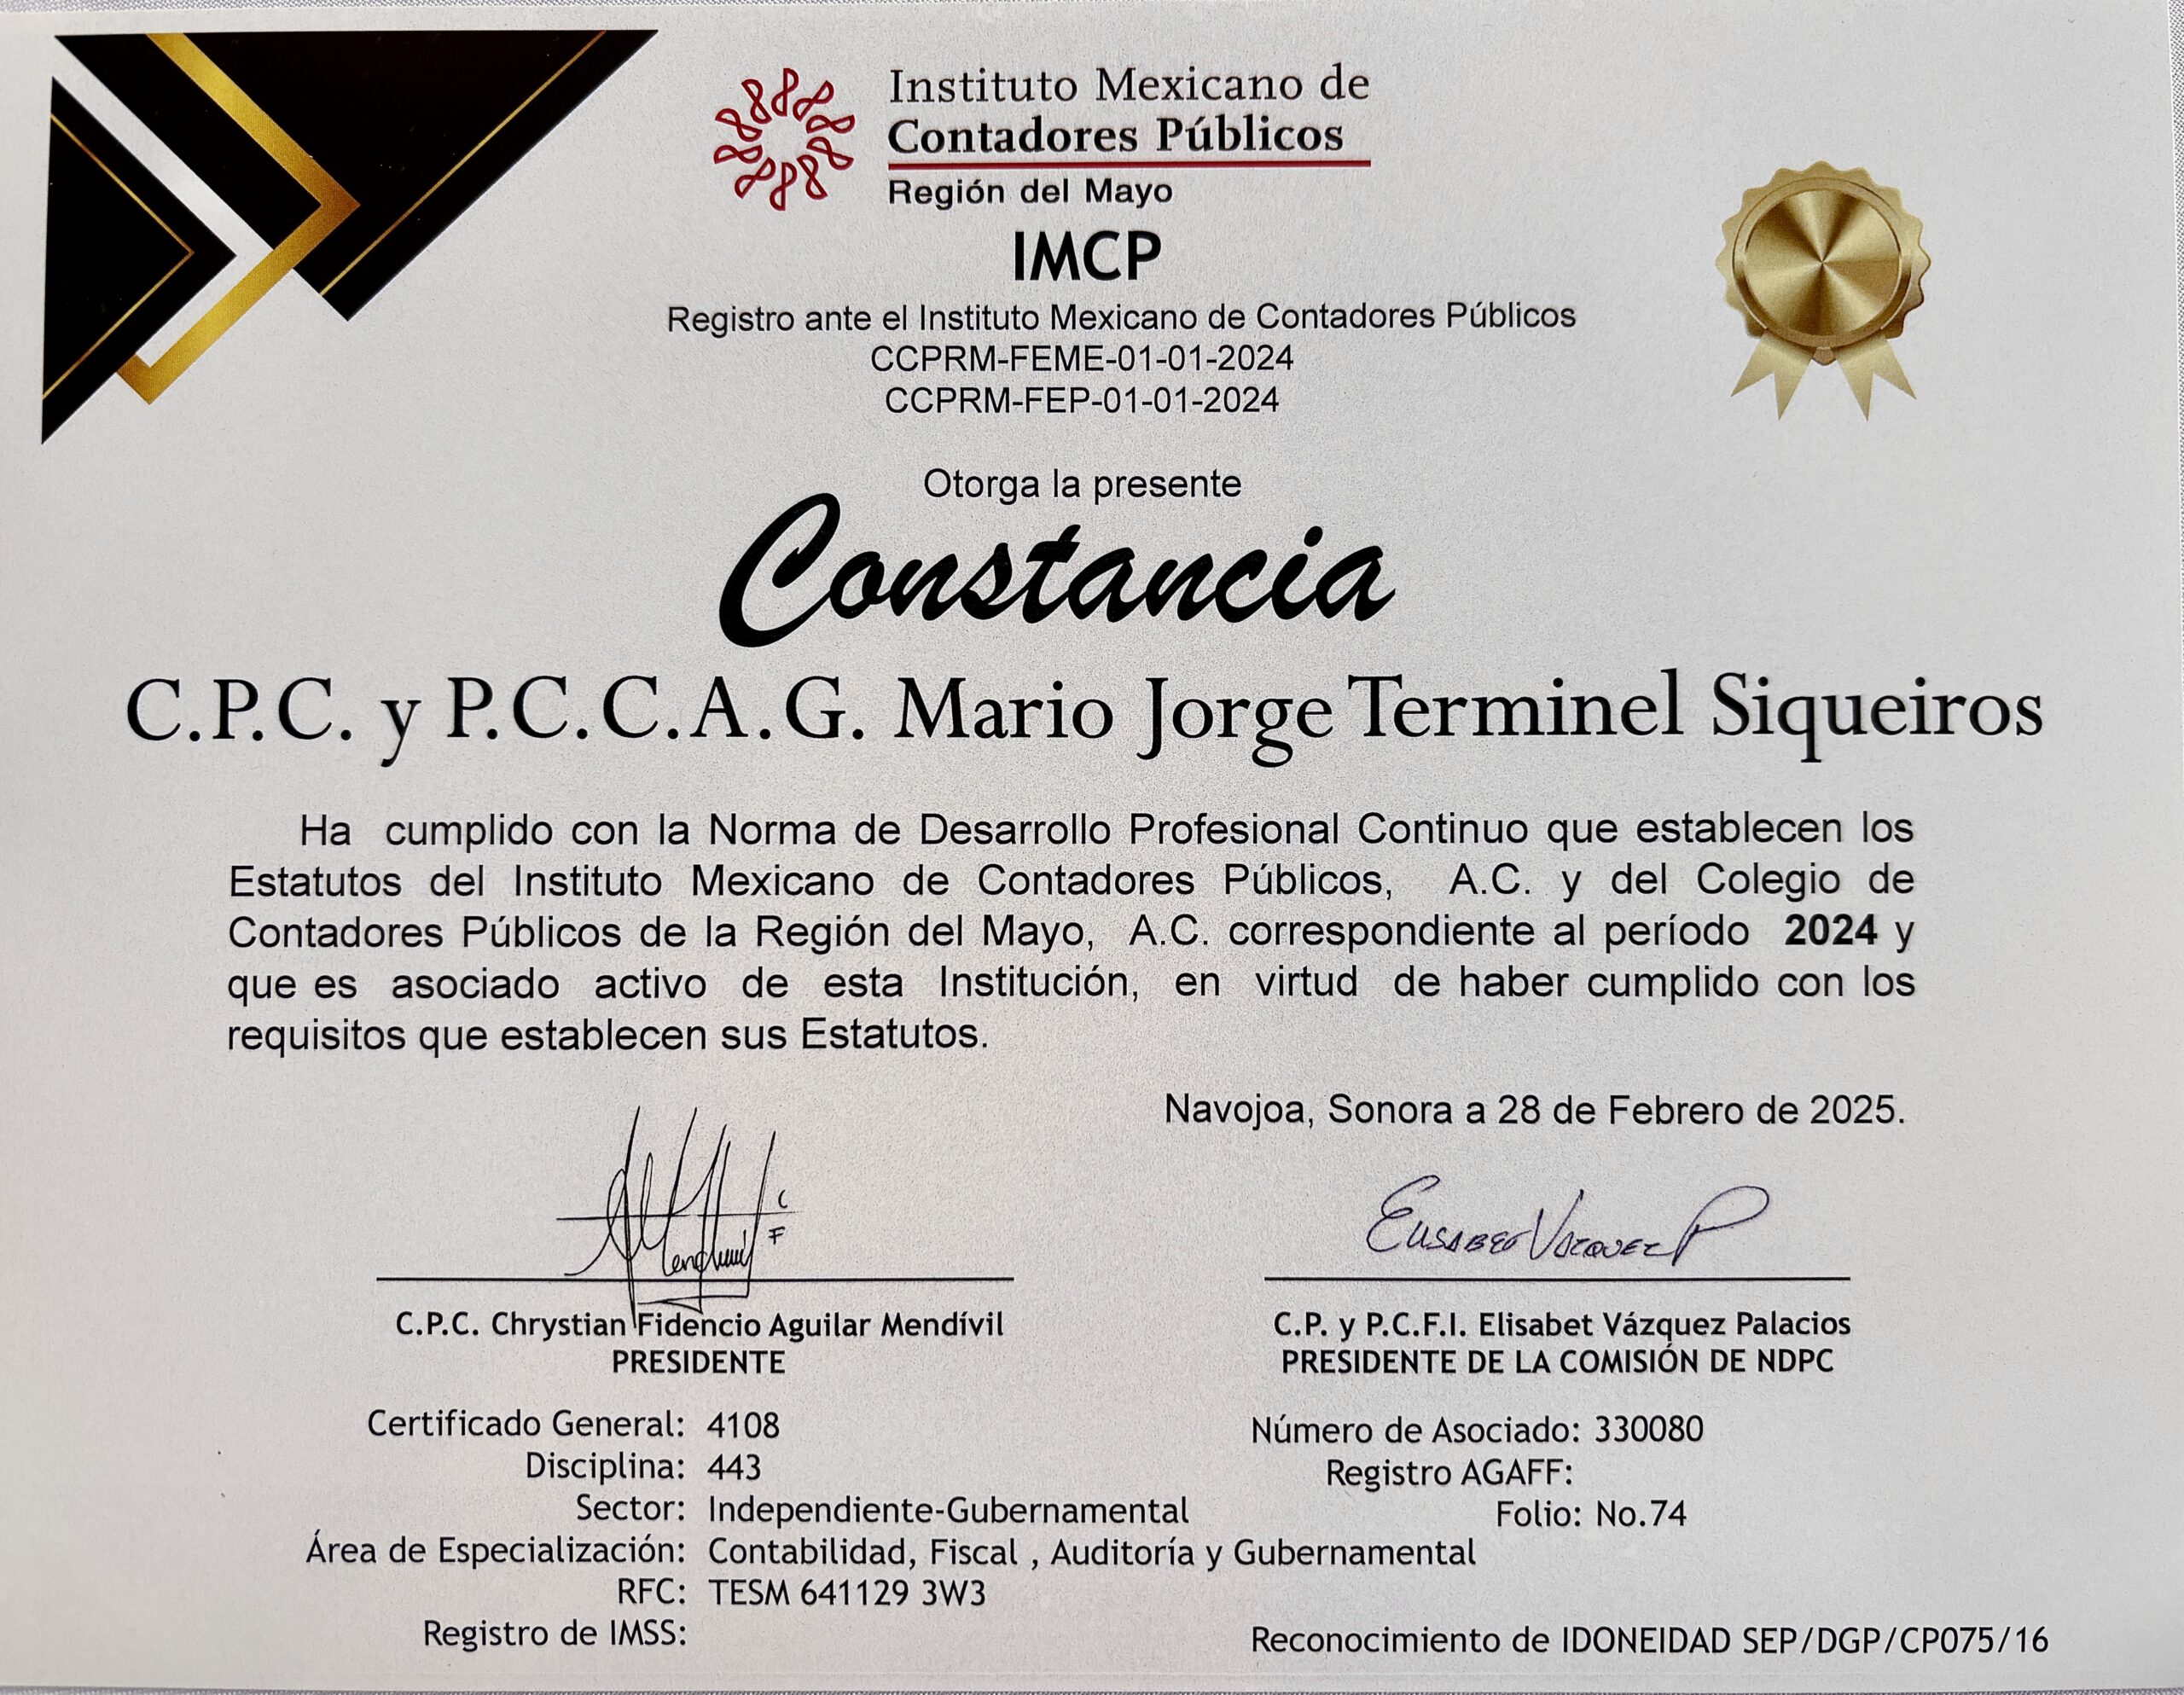 Instituto Mexicano de
Contadores Públicos
Región del Mayo
IMCP
Registro ante el Instituto Mexicano de Contadores Públicos
CCPRM-FEME-01-01-2024
CCPRM-FEP-01-01-2024
Otorga la presente
Constancia
C.P.C. y P.C.C.A.G. Mario Jorge Terminel Siqueiros
Ha cumplido con la Norma de Desarrollo Profesional Continuo que establecen los
Estatutos del Instituto Mexicano de Contadores Públicos, A.C. y del Colegio de
Contadores Públicos de la Región del Mayo, A.C. correspondiente al período 2024 y
que es asociado activo de esta Institución, en virtud de haber cumplido con los
requisitos que establecen sus Estatutos.
Navojoa, Sonora a 28 de Febrero de 2025.
Elisabet Vazquez P
C.P.C. Chrystian Fidencio Aguilar Mendívil
PRESIDENTE
C.P. y P.C.F.I. Elisabet Vázquez Palacios
PRESIDENTE DE LA COMISIÓN DE NDPC
Certificado General: 4108
Disciplina: 443
Sector: Independiente-Gubernamental
Área de Especialización: Contabilidad, Fiscal , Auditoría y Gubernamental
RFC: TESM 641129 3W3
Registro de IMSS:
Número de Asociado: 330080
Registro AGAFF:
Folio: No.74
Reconocimiento de IDONEIDAD SEP/DGP/CP075/16